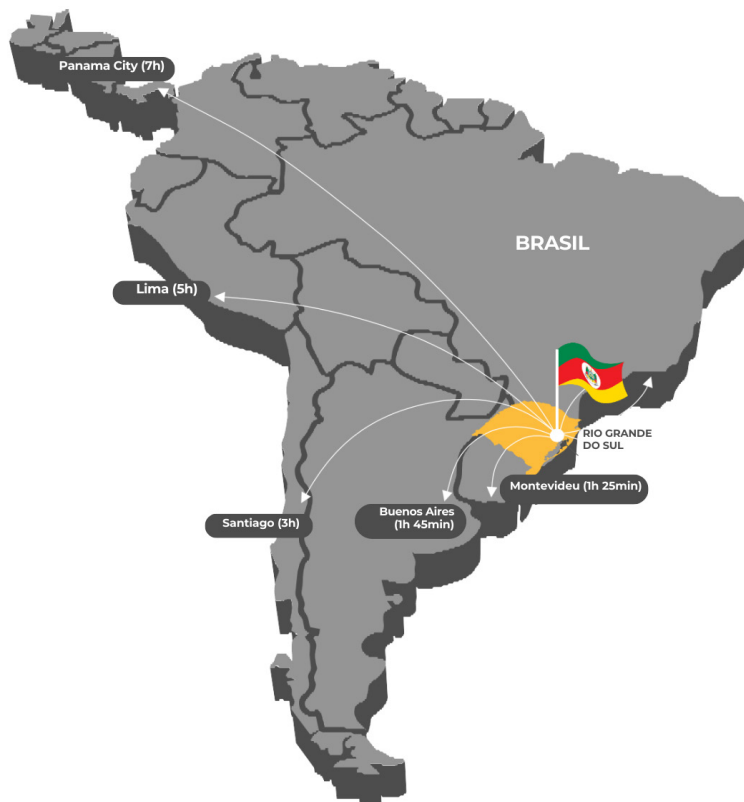 Panama City (7h)
BRASIL
Lima (5h)
RIO GRANDE
DO SUL
Montevideu (1h 25min)
Buenos Aires
(1h 45min)
Santiago (3h)